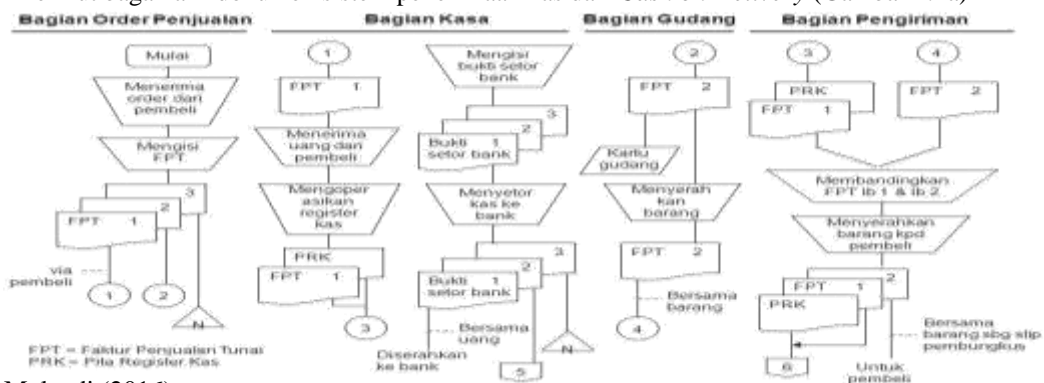 Bagian Order Penjualan
Bagian Kasa
Bagian Gudang
Bagian Pengiriman
Mulai
Menerima
order dari
pembeli
Mengisi
FPT
3
2
FPT 1
via
pembeli
1
2
N
FPT = Faktur Penjualan Tunai
PRK = Pita Register Kas
1
FPT 1
Menerima
uang dari
pembeli
Mengoper
asikan
register
kas
PRK
FPT 1
3
Mengisi
bukti setor
bank
3
2
Bukti 1
setor bank
Menyetor
kas ke
bank
3
2
Bukti 1
setor bank
Bersama
uang
Diserahkan
ke bank
5
N
2
FPT 2
Kartu
gudang
Menyerah
kan
barang
FPT 2
Bersama
barang
4
3
4
PRK
FPT 1
FPT 2
Membandingkan
FPT lb 1 & lb 2
Menyerahkan
barang kpd
pembeli
2
FPT 1
PRK
Bersama
barang sbg slip
pembungkus
6
Untuk
pembeli